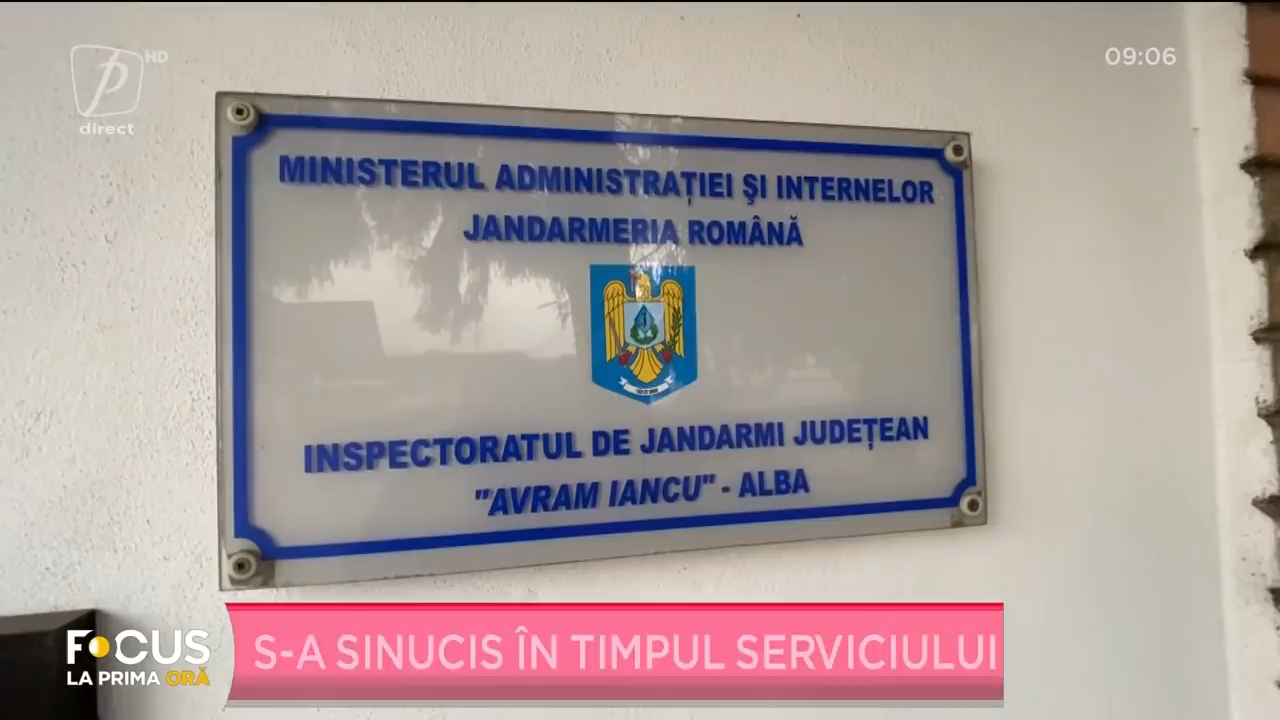 HD
direct
09:06
MINISTERUL ADMINISTRAȚIEI ŞI INTERNELOR
JANDARMERIA ROMÂNĂ
INSPECTORATUL DE JANDARMI JUDEȚEAN
"AVRAM IANCU" - ALBA
FOCUS
LA PRIMA ORĂ
S-A SINUCIS ÎN TIMPUL SERVICIULUI